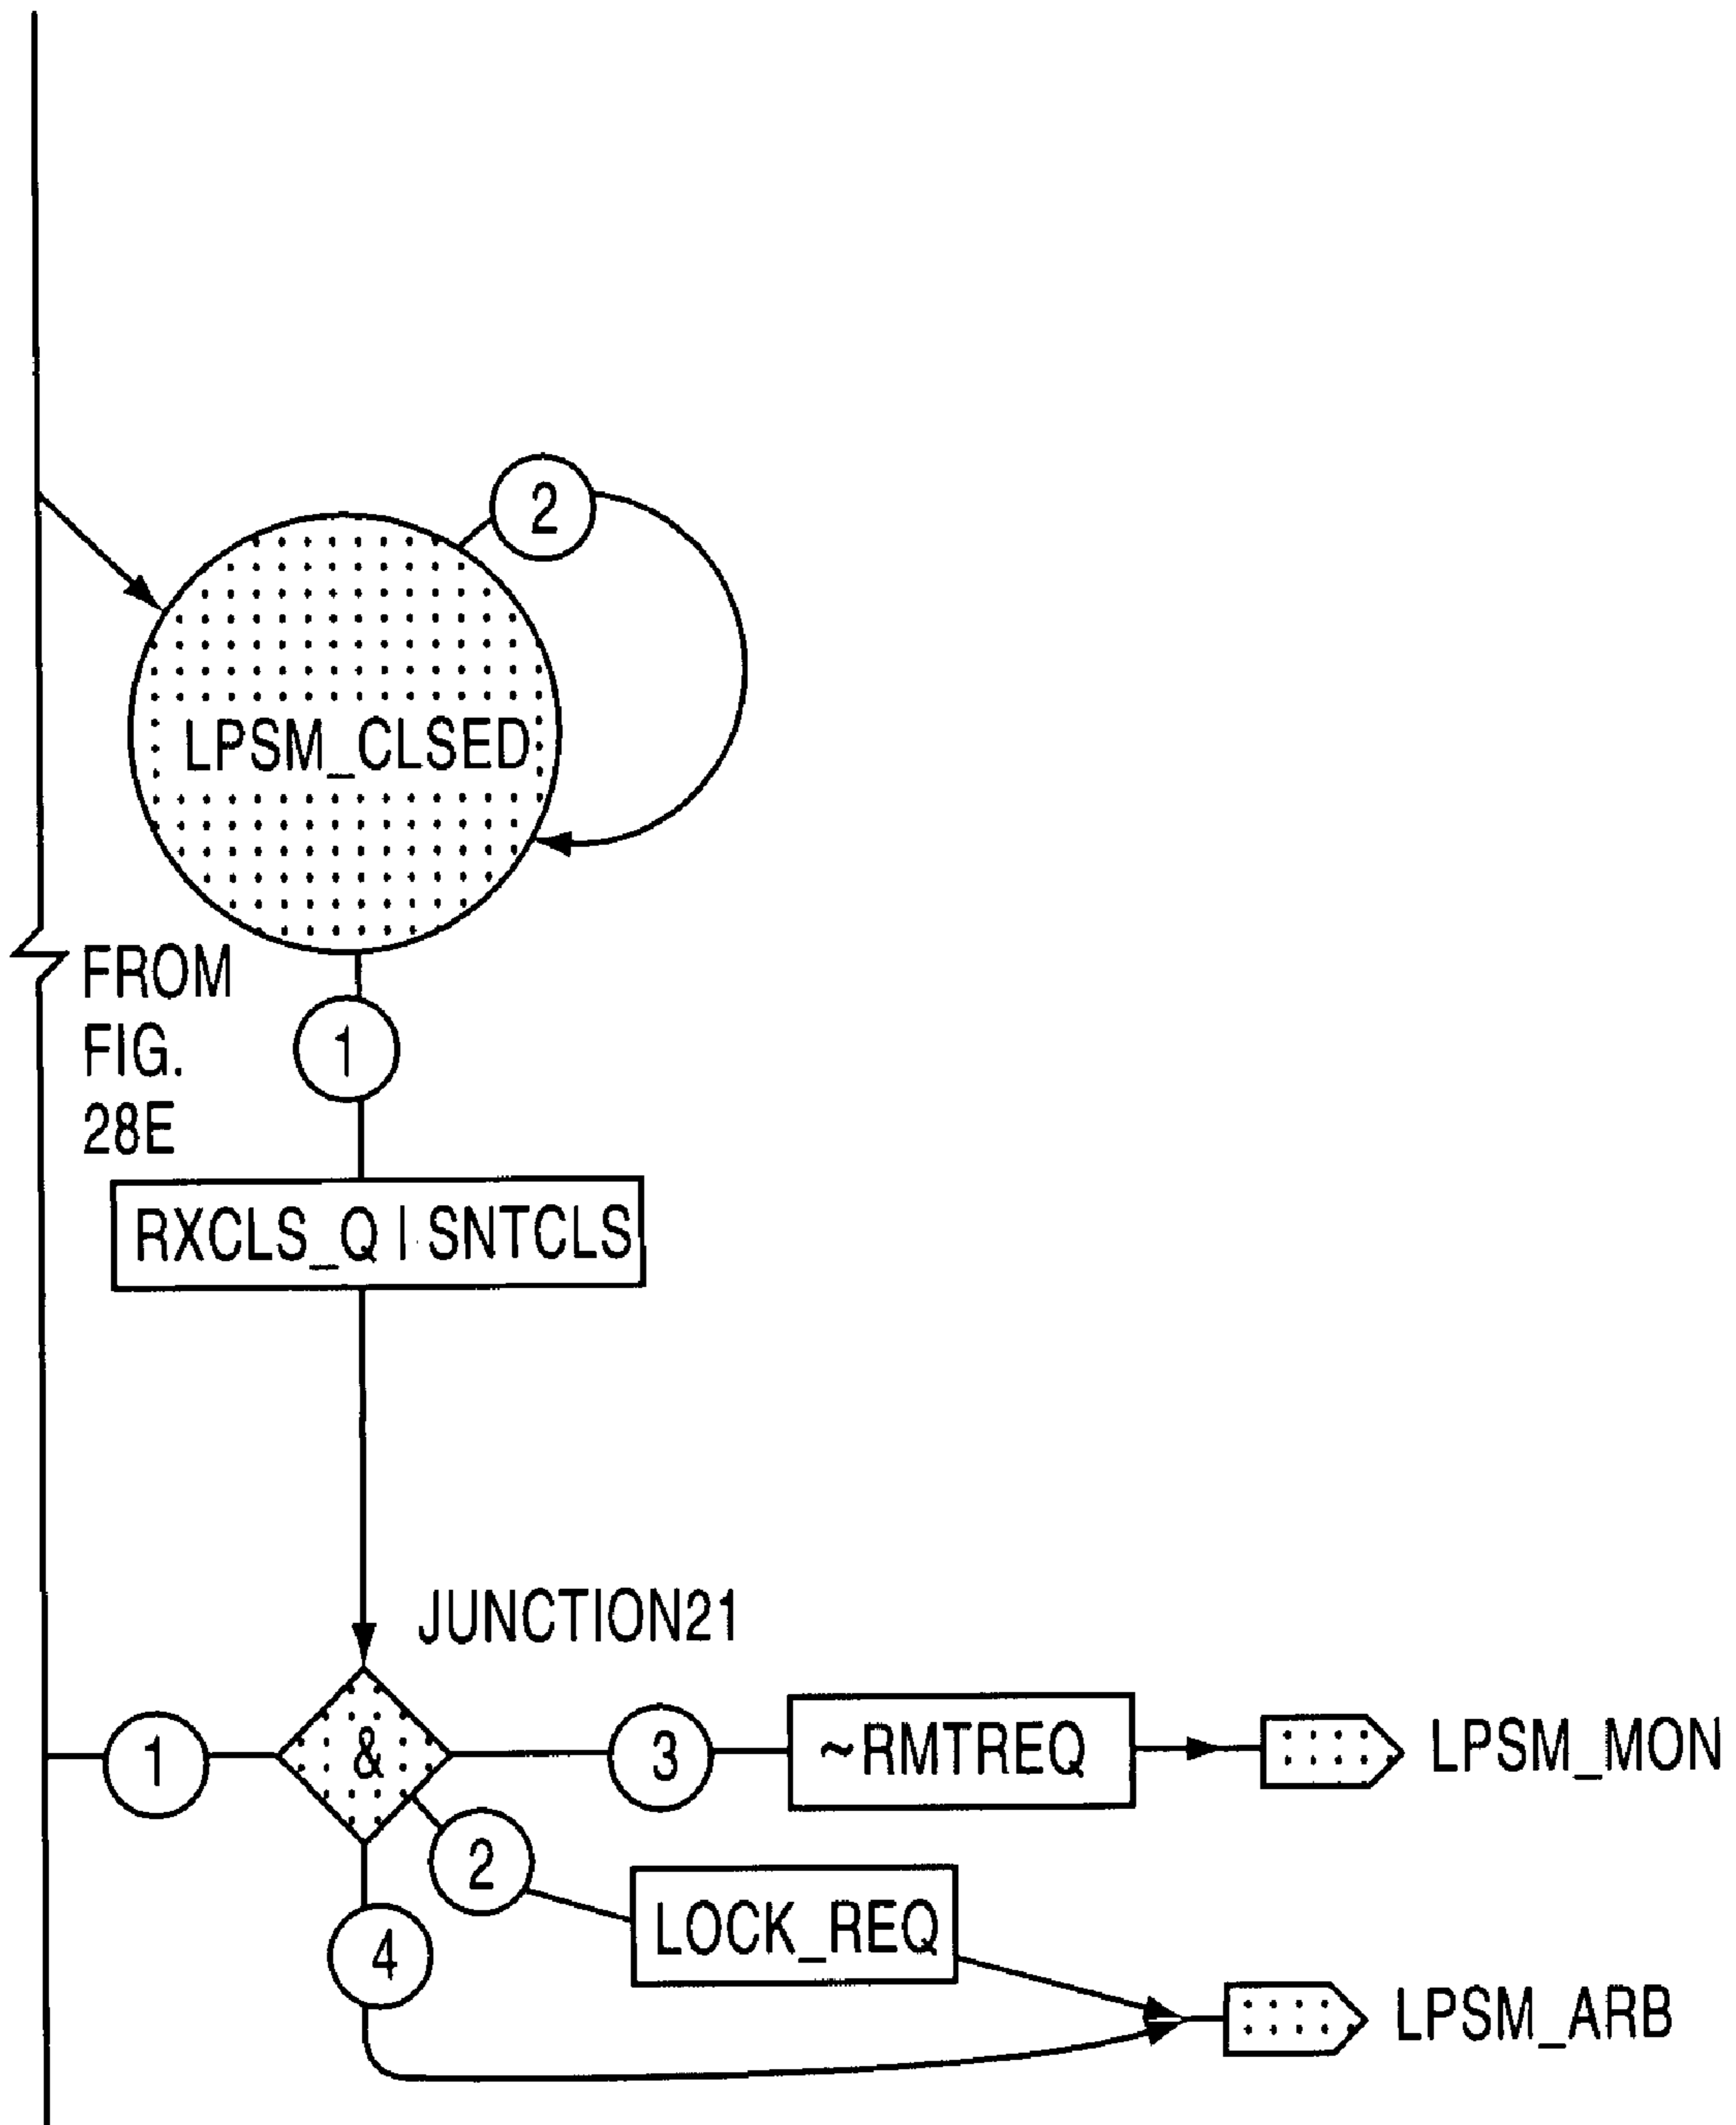 2
LPSM_CLSED
FROM
FIG.
28E
1
RXCLS_Q | SNTCLS
JUNCTION21
1
&
3
~RMTREQ
LPSM_MON
2
LOCK_REQ
4
LPSM_ARB